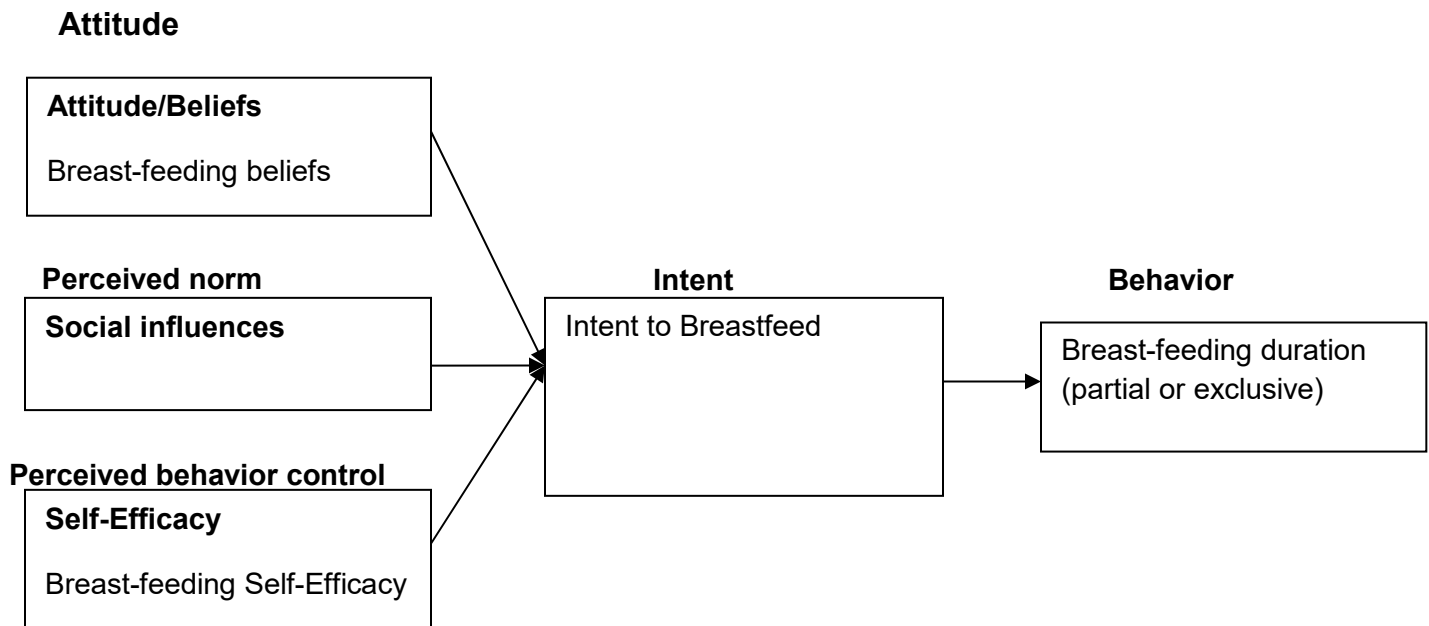 Attitude
Attitude/Beliefs
Breast-feeding beliefs
Perceived norm
Social influences
Perceived behavior control
Self-Efficacy
Breast-feeding Self-Efficacy
Intent
Intent to Breastfeed
Behavior
Breast-feeding duration
(partial or exclusive)